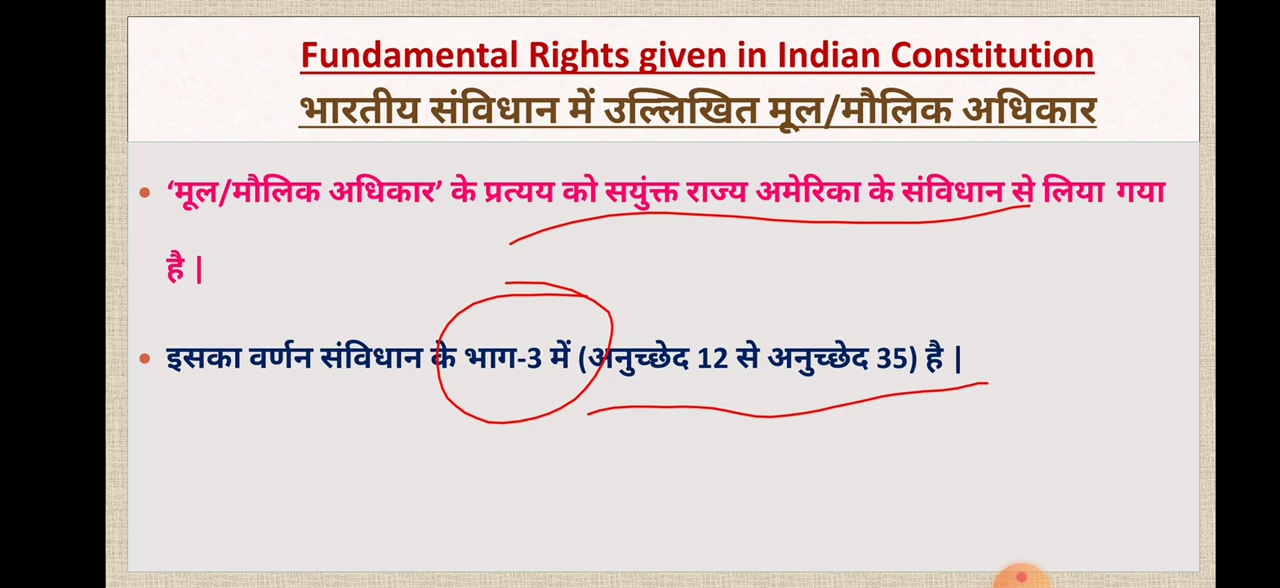 Fundamental Rights given in Indian Constitution
भारतीय संविधान में उल्लिखित मूल/मौलिक अधिकार
• ‘मूल/मौलिक अधिकार’ के प्रत्यय को सयुंक्त राज्य अमेरिका के संविधान से लिया गया
है |
• इसका वर्णन संविधान के भाग-3 में (अनुच्छेद 12 से अनुच्छेद 35) है |